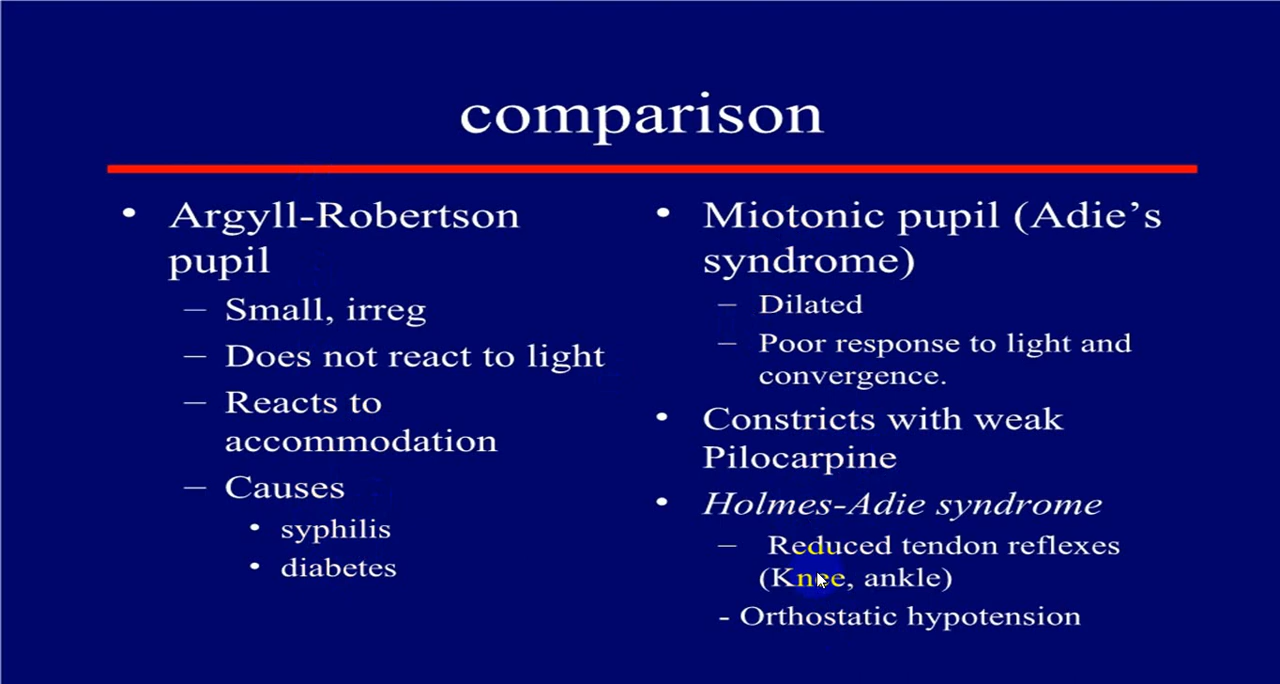 comparison
• Argyll-Robertson
pupil
– Small, irreg
– Does not react to light
– Reacts to
accommodation
– Causes
• syphilis
• diabetes
• Miotonic pupil (Adie’s
syndrome)
– Dilated
– Poor response to light and
convergence.
• Constricts with weak
Pilocarpine
• Holmes-Adie syndrome
– Reduced tendon reflexes
(Knee, ankle)
- Orthostatic hypotension